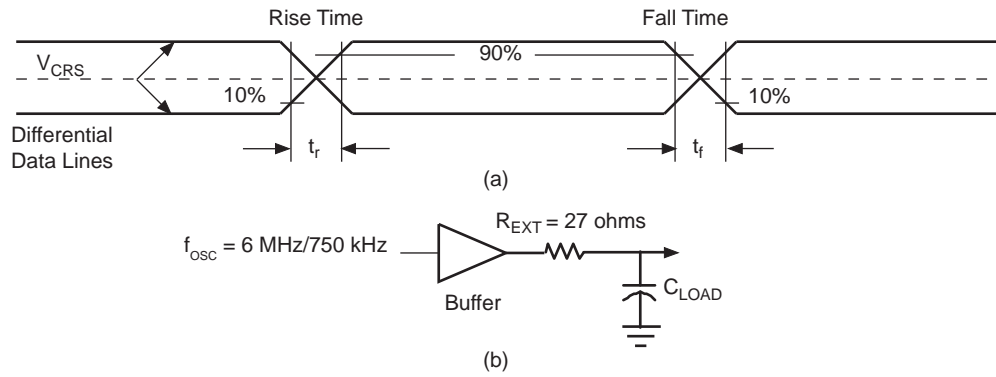 Rise Time
Fall Time
V_CRS
90%
10%
10%
Differential
Data Lines
t_r
t_f
(a)
R_EXT = 27 ohms
f_OSC = 6 MHz/750 kHz
C_LOAD
Buffer
(b)